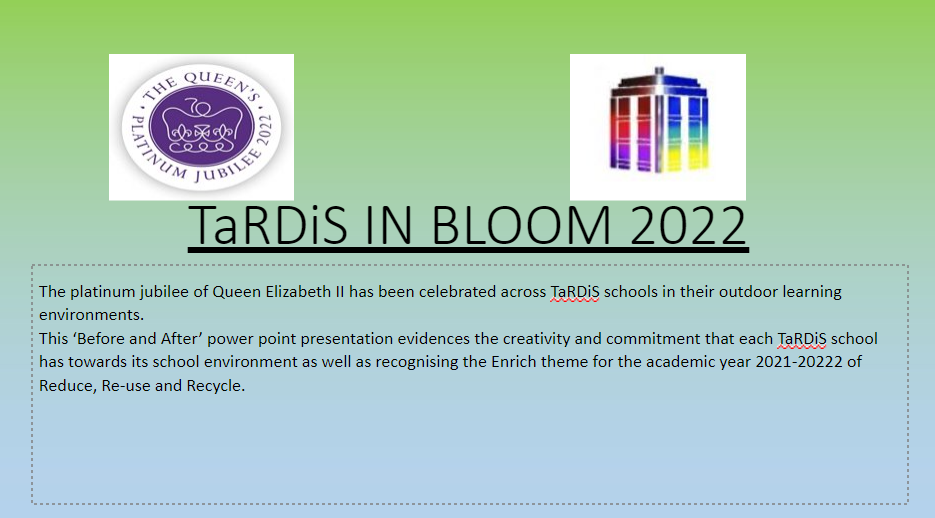 THE QUEEN'S
70
PLATINUM JUBILEE 2022
TaRDiS IN BLOOM 2022
The platinum jubilee of Queen Elizabeth II has been celebrated across TaRDiS schools in their outdoor learning
environments.
This ‘Before and After’ power point presentation evidences the creativity and commitment that each TaRDiS school
has towards its school environment as well as recognising the Enrich theme for the academic year 2021-20222 of
Reduce, Re-use and Recycle.